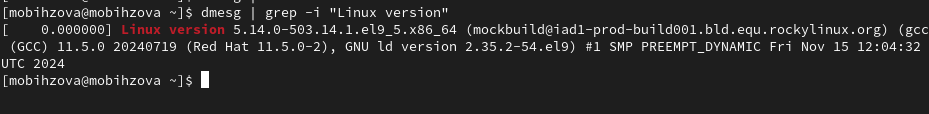 [mobihzova@mobihzova ~]$ dmesg | grep -i "Linux version"
[    0.000000] Linux version 5.14.0-503.14.1.el9_5.x86_64 (mockbuild@iad1-prod-build001.bld.equ.rockylinux.org) (gcc
(GCC) 11.5.0 20240719 (Red Hat 11.5.0-2), GNU ld version 2.35.2-54.el9) #1 SMP PREEMPT_DYNAMIC Fri Nov 15 12:04:32
UTC 2024
[mobihzova@mobihzova ~]$